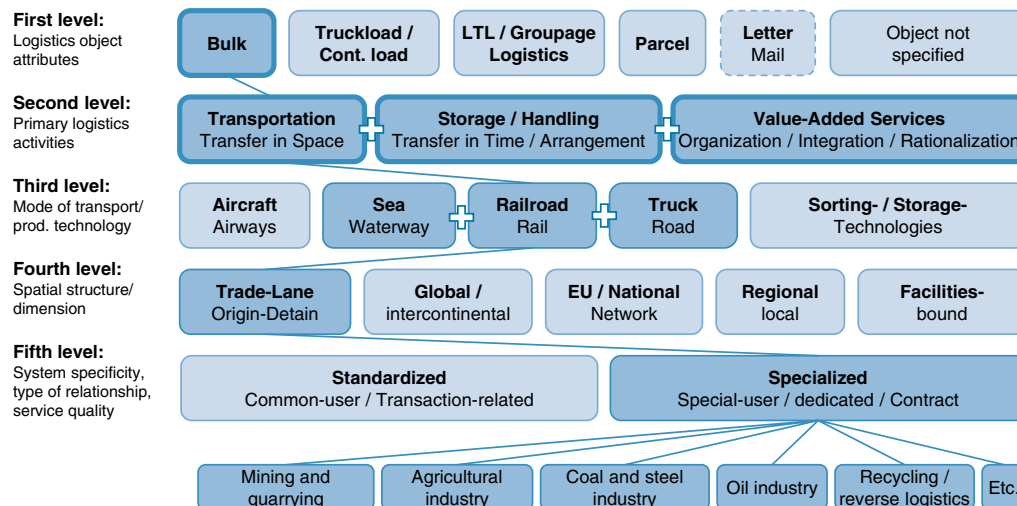 First level:
Logistics object
attributes
Bulk
Truckload /
Cont. load
LTL / Groupage
Logistics
Parcel
Letter
Mail
Object not
specified
Second level:
Primary logistics
activities
Transportation
Transfer in Space
Storage / Handling
Transfer in Time / Arrangement
Value-Added Services
Organization / Integration / Rationalization
Third level:
Mode of transport/
prod. technology
Aircraft
Airways
Sea
Waterway
Railroad
Rail
Truck
Road
Sorting- / Storage-
Technologies
Fourth level:
Spatial structure/
dimension
Trade-Lane
Origin-Detain
Global /
intercontinental
EU / National
Network
Regional
local
Facilities-
bound
Fifth level:
System specificity,
type of relationship,
service quality
Standardized
Common-user / Transaction-related
Specialized
Special-user / dedicated / Contract
Mining and
quarrying
Agricultural
industry
Coal and steel
industry
Oil industry
Recycling /
reverse logistics
Etc.